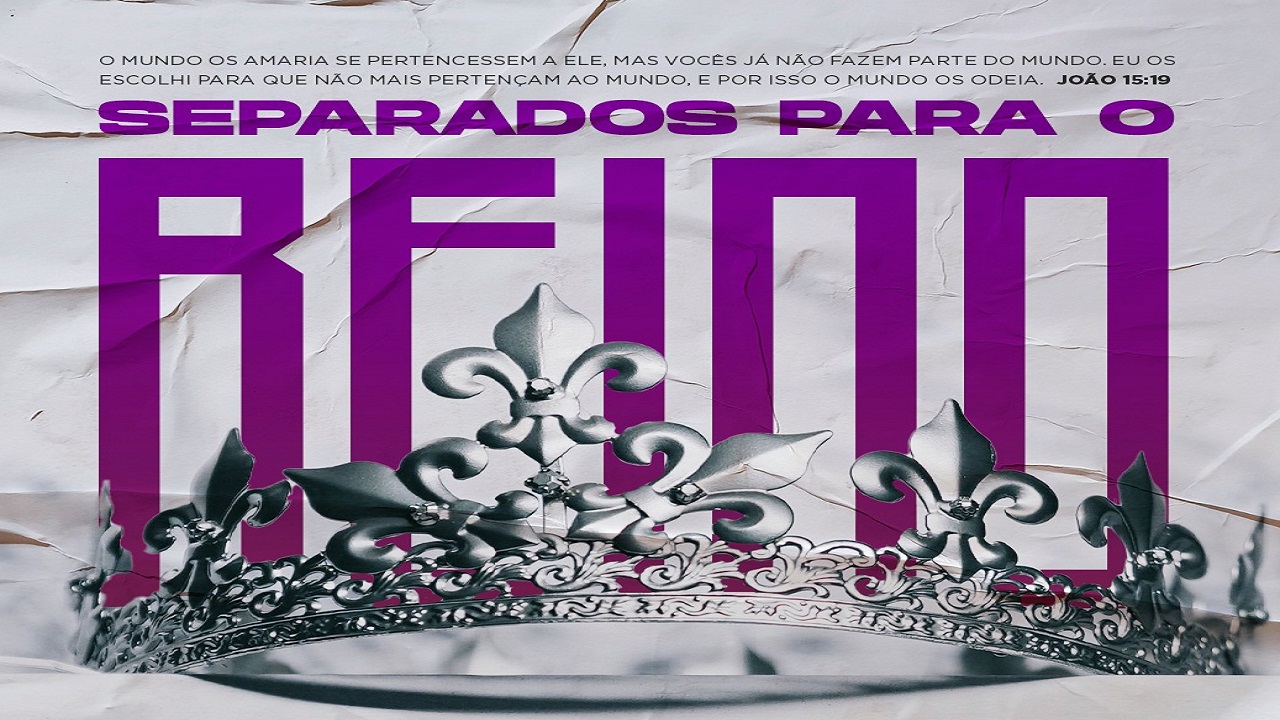 O MUNDO OS AMARIA SE PERTENCESSEM A ELE, MAS VOCÊS JÁ NÃO FAZEM PARTE DO MUNDO. EU OS
ESCOLHI PARA QUE NÃO MAIS PERTENÇAM AO MUNDO, E POR ISSO O MUNDO OS ODEIA. JOÃO 15:19
SEPARADOS PARA O
REINO